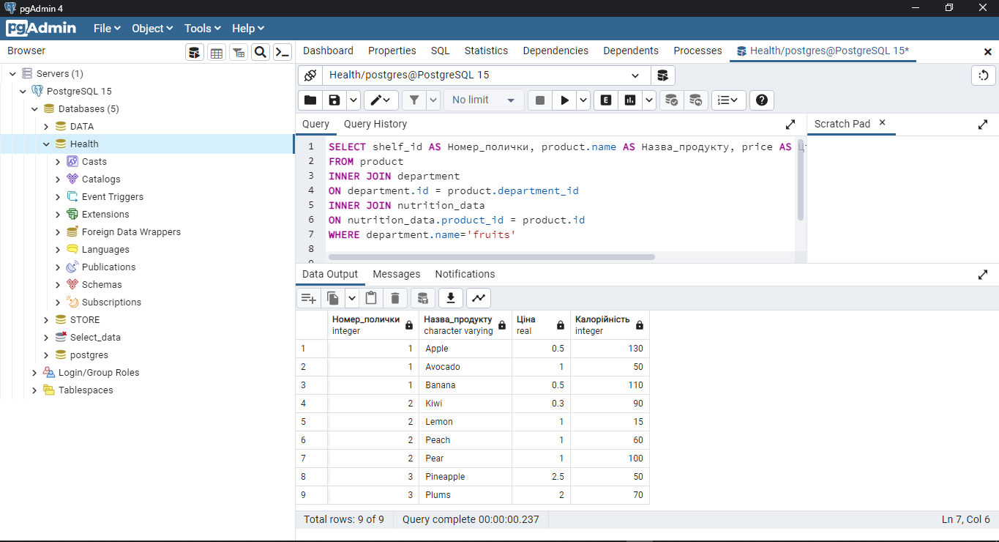 pgAdmin 4
pgAdmin File Object Tools Help
Browser
Dashboard Properties SQL Statistics Dependencies Dependents Processes Health/postgres@PostgreSQL 15*
Servers (1)
PostgreSQL 15
Databases (5)
DATA
Health
Casts
Catalogs
Event Triggers
Extensions
Foreign Data Wrappers
Languages
Publications
Schemas
Subscriptions
STORE
Select_data
postgres
Login/Group Roles
Tablespaces
Health/postgres@PostgreSQL 15
No limit
E
Query Query History
Scratch Pad
1 SELECT shelf_id AS Номер_полички, product.name AS Назва_продукту, price AS
2 FROM product
3 INNER JOIN department
4 ON department.id = product.department_id
5 INNER JOIN nutrition_data
6 ON nutrition_data.product_id = product.id
7 WHERE department.name='fruits'
8
Data Output Messages Notifications
Номер_полички Назва_продукту Ціна Калорійність
integer character varying real integer
1 1 Apple 0.5 130
2 1 Avocado 1 50
3 1 Banana 0.5 110
4 2 Kiwi 0.3 90
5 2 Lemon 1 15
6 2 Peach 1 60
7 2 Pear 1 100
8 3 Pineapple 2.5 50
9 3 Plums 2 70
Total rows: 9 of 9 Query complete 00:00:00.237 Ln 7, Col 6